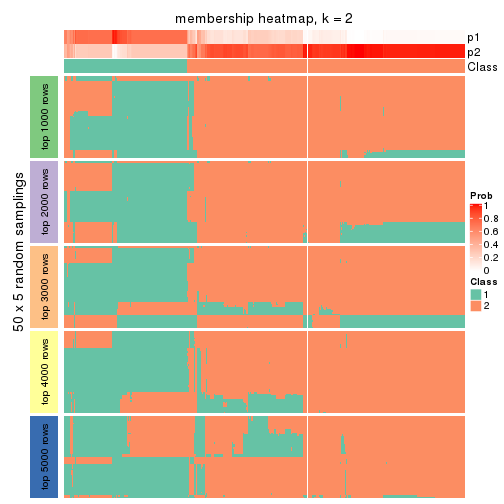 membership heatmap, k = 2
p1
p2
Class
50 x 5 random samplings
top 1000 rows
top 2000 rows
top 3000 rows
top 4000 rows
top 5000 rows
Prob
1
0.8
0.6
0.4
0.2
0
Class
1
2